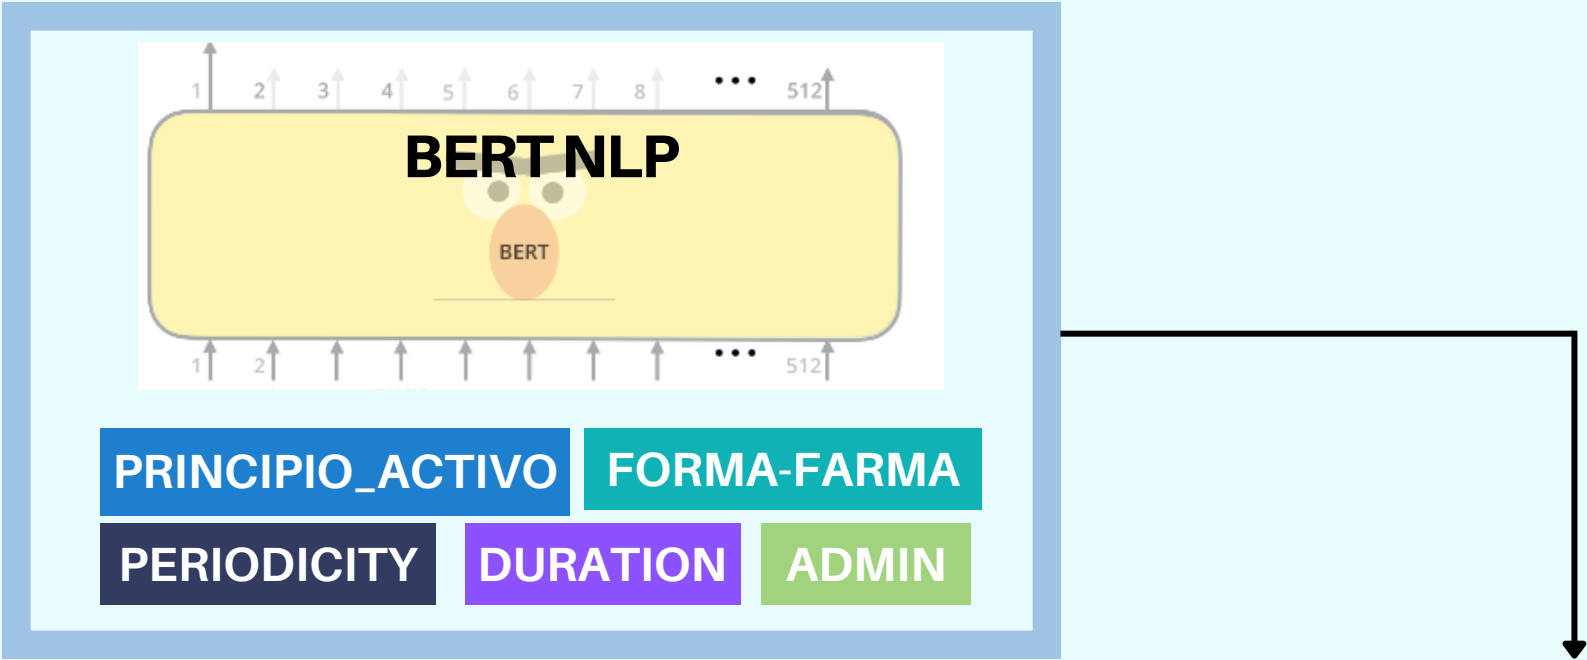 1 2 3 4 5 6 7 8 ••• 512
BERT NLP
BERT
1 2 ••• 512
PRINCIPIO_ACTIVO FORMA-FARMA
PERIODICITY DURATION ADMIN